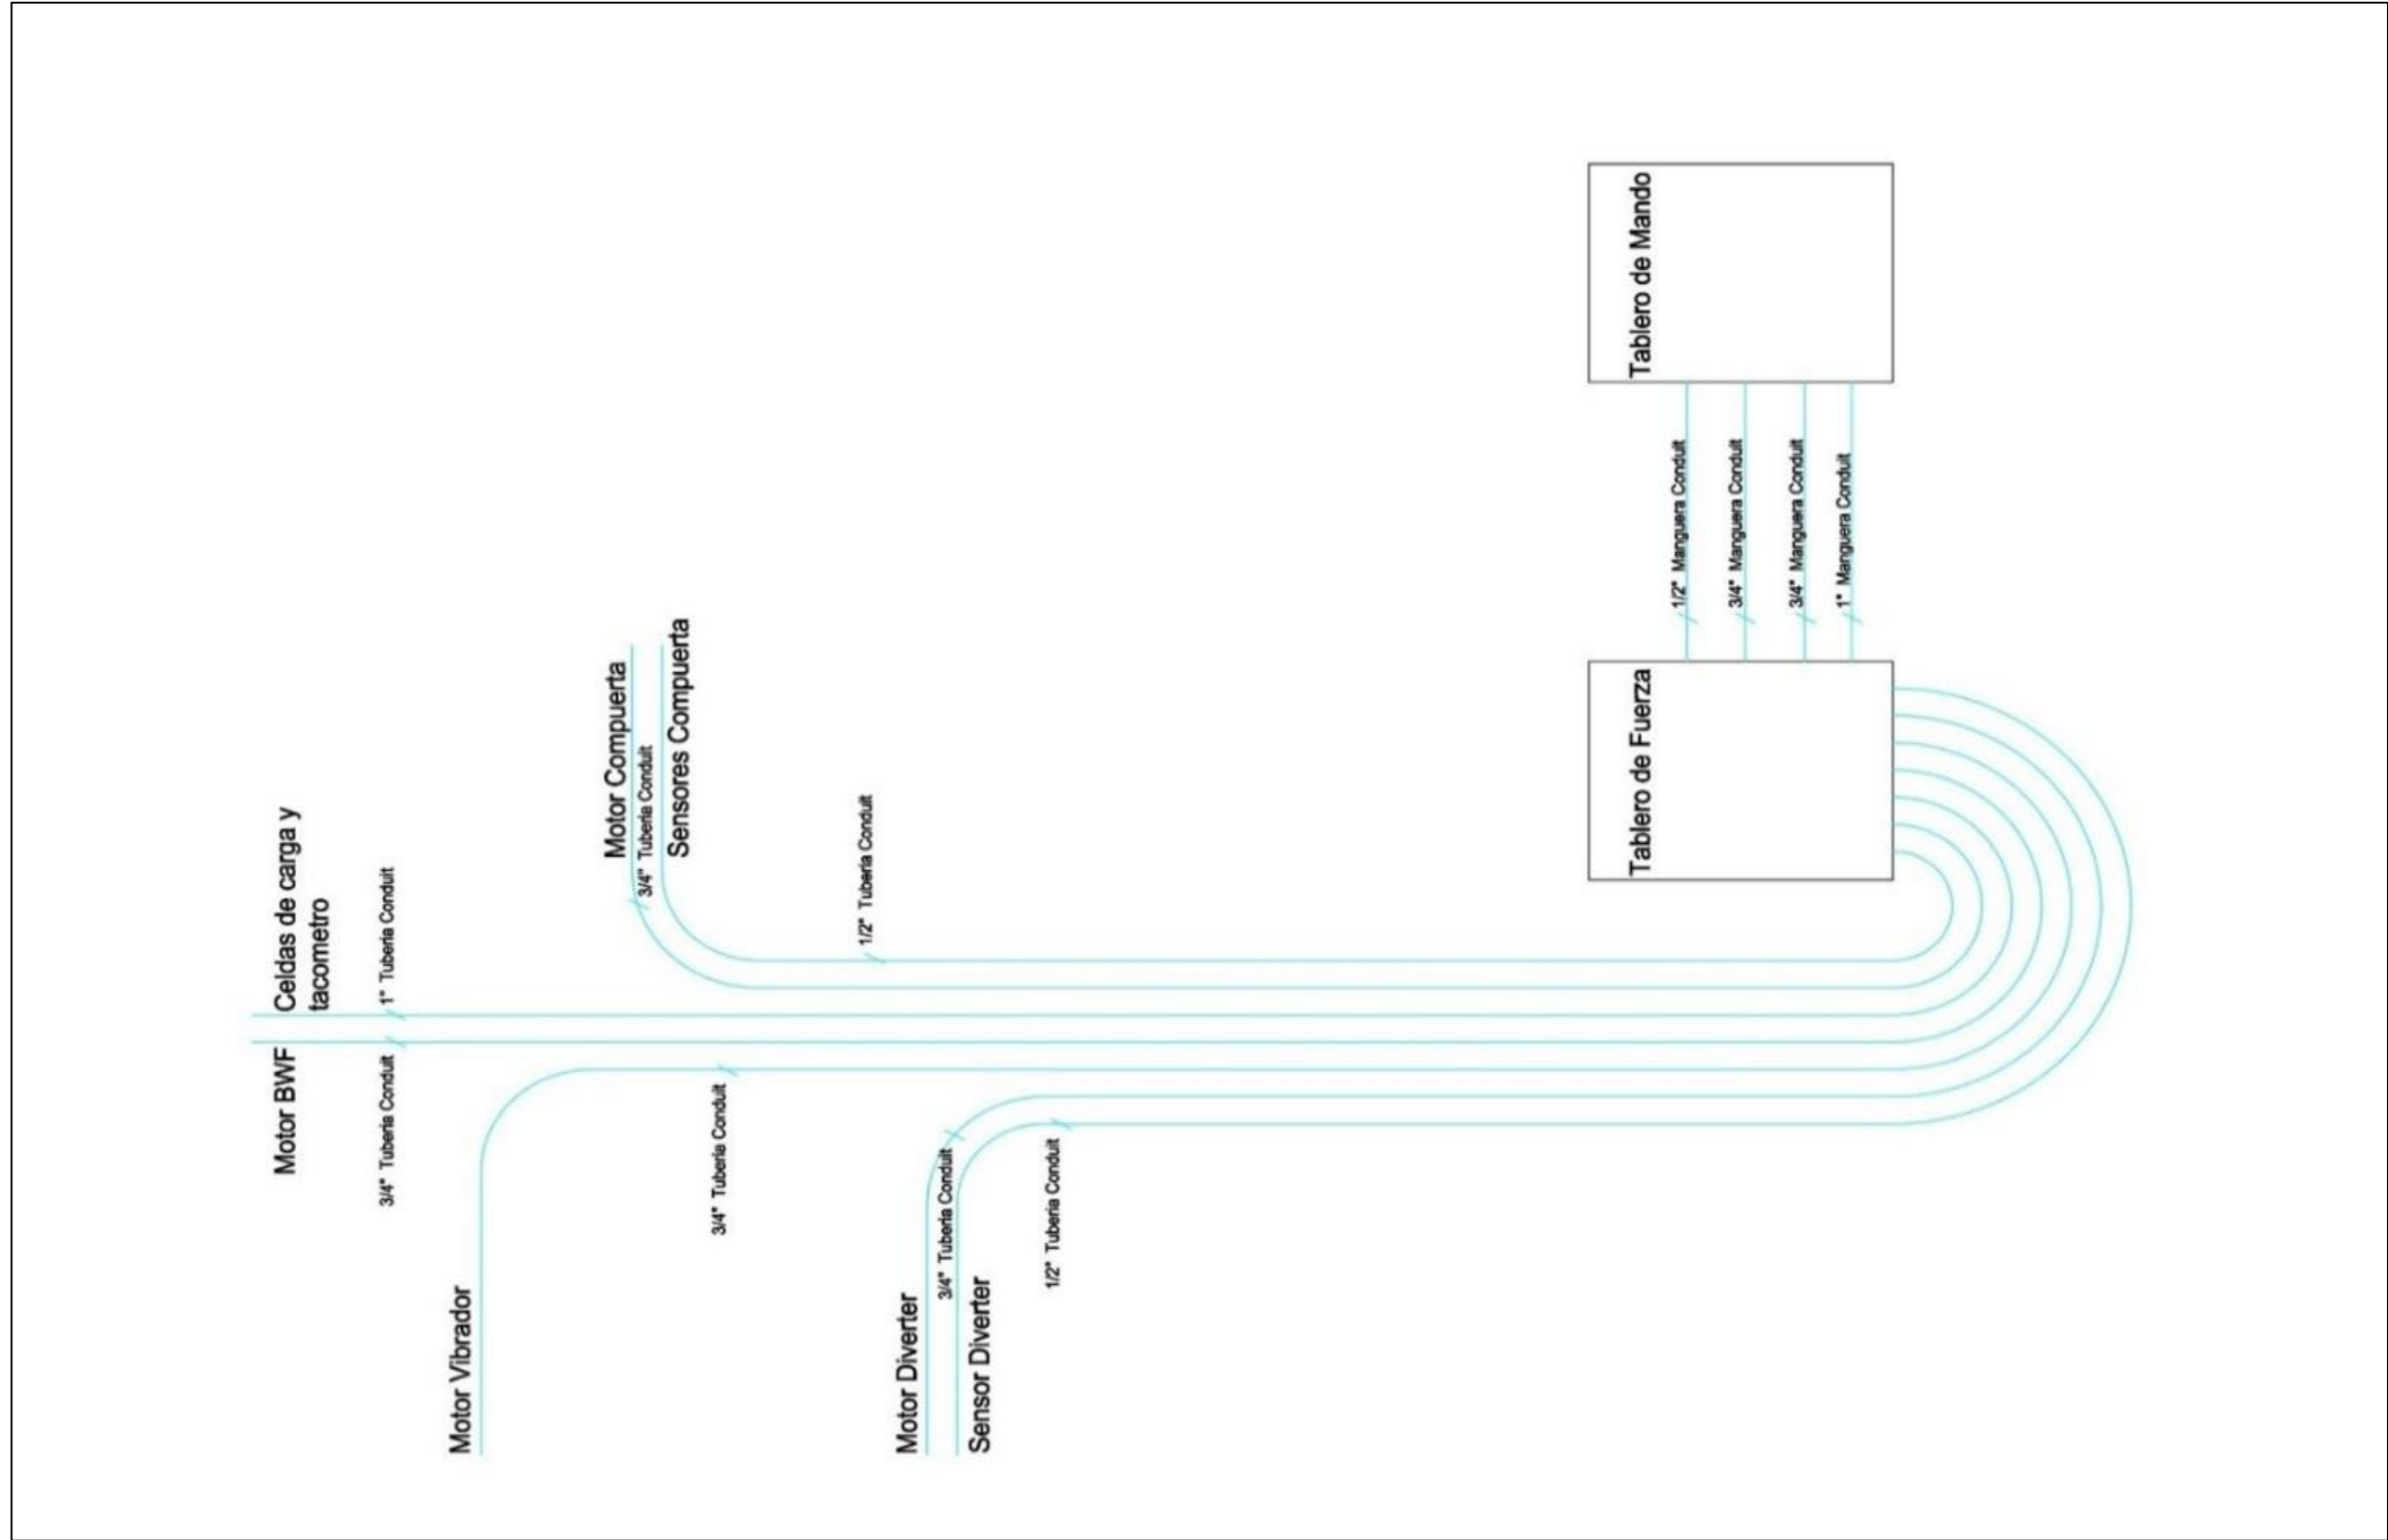 Celdas de carga y
tacometro
Motor BWF
1" Tuberia Conduit
3/4" Tuberia Conduit
Motor Vibrador
Motor Compuerta
3/4" Tuberia Conduit
Sensores Compuerta
3/4" Tuberia Conduit
1/2" Tuberia Conduit
Motor Diverter
3/4" Tuberia Conduit
Sensor Diverter
1/2" Tuberia Conduit
Tablero de Mando
Tablero de Fuerza
1/2" Manguera Conduit
3/4" Manguera Conduit
3/4" Manguera Conduit
1" Manguera Conduit